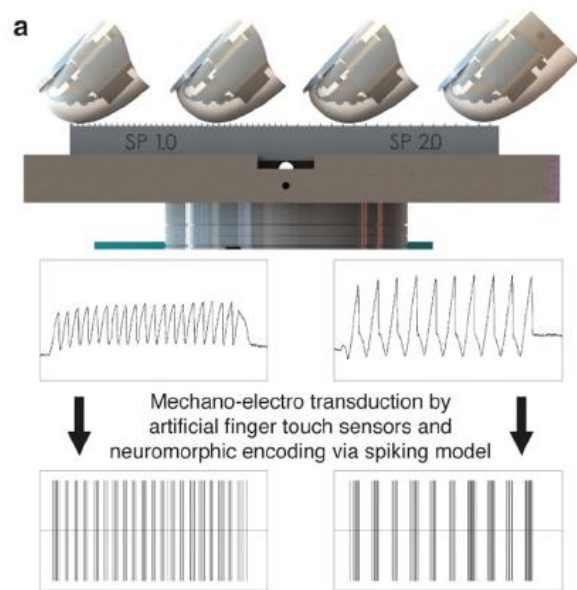 a
SP 1.0
SP 2.0
Mechano-electro transduction by
artificial finger touch sensors and
neuromorphic encoding via spiking model